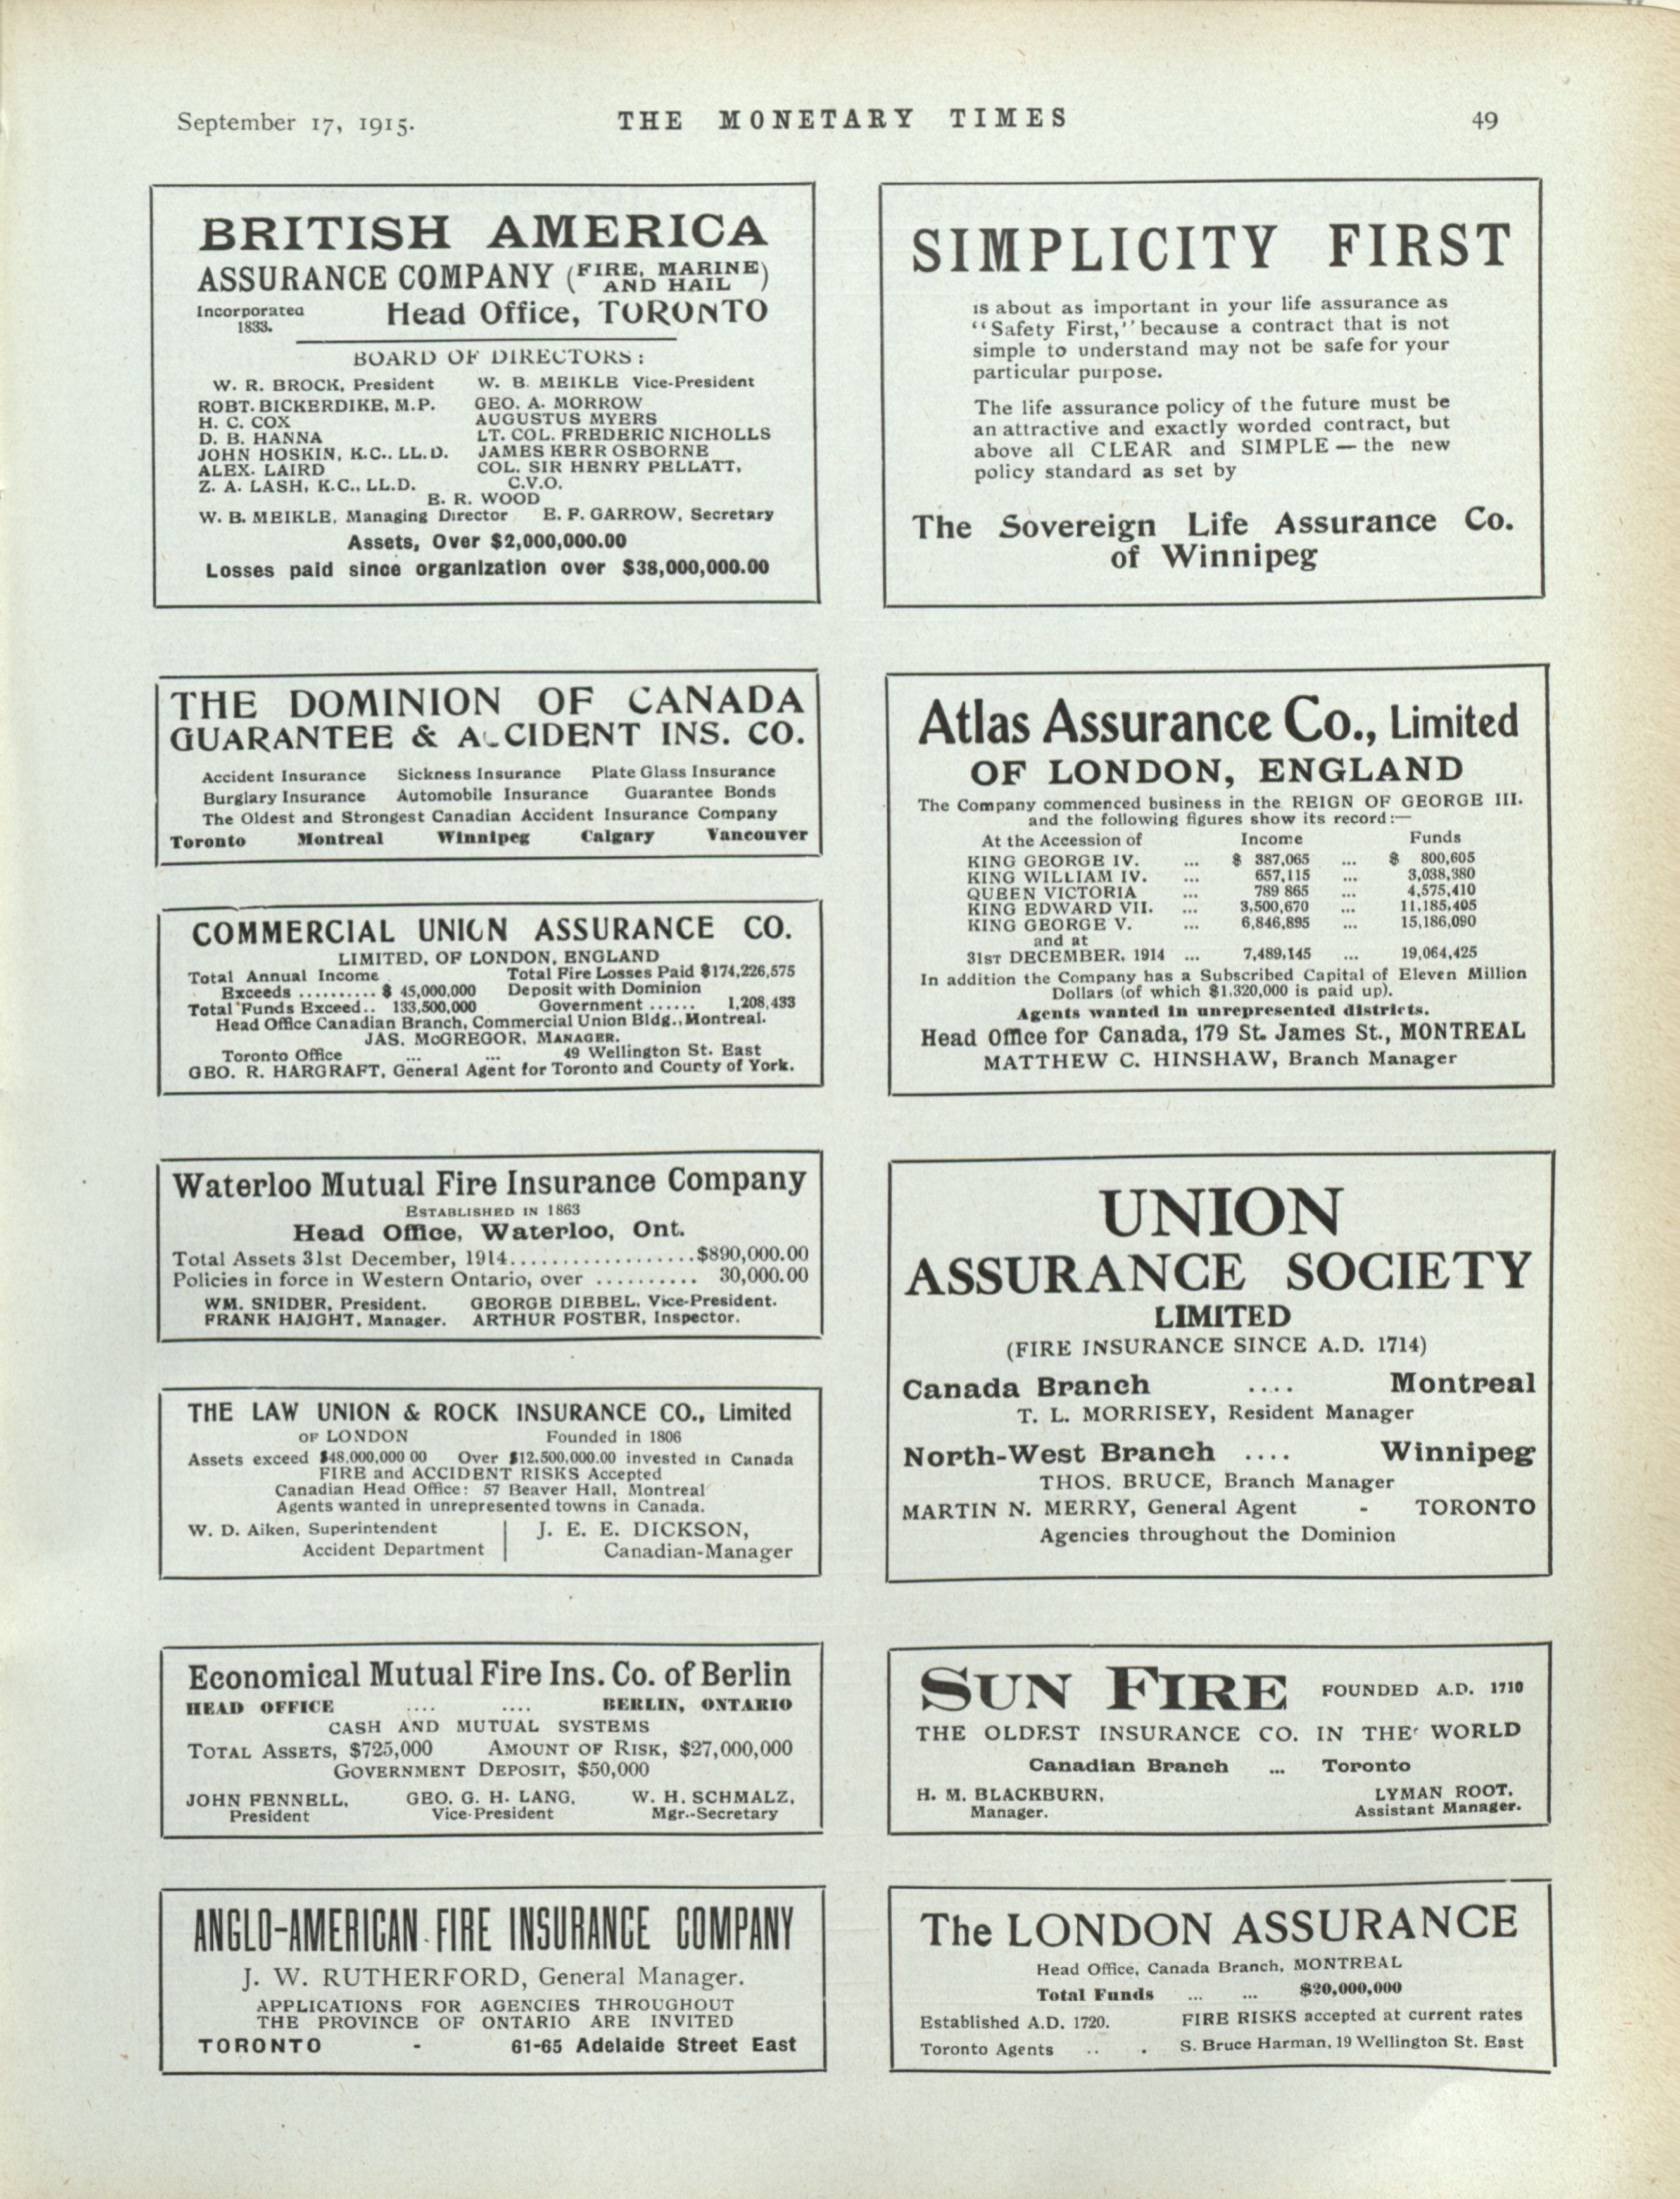 September 17, 1915.
THE MONETARY TIMES
49
BRITISH AMERICA
ASSURANCE COMPANY (FIRE, MARINE AND HAIL)
Incorporated 1833.
Head Office, TORONTO
BOARD OF DIRECTORS:
W. R. BROCK, President W. B. MEIKLE Vice-President
ROBT. BICKERDIKE, M.P. GEO. A. MORROW
H. C. COX AUGUSTUS MYERS
D. B. HANNA LT. COL. FREDERIC NICHOLLS
JOHN HOSKIN, K.C., LL.D. JAMES KERR OSBORNE
ALEX. LAIRD COL. SIR HENRY PELLATT,
Z. A. LASH, K.C., LL.D. C.V.O.
E. R. WOOD
W. B. MEIKLE, Managing Director E. F. GARROW, Secretary
Assets, Over $2,000,000.00
Losses paid since organization over $38,000,000.00
THE DOMINION OF CANADA
GUARANTEE & ACCIDENT INS. CO.
Accident Insurance Sickness Insurance Plate Glass Insurance
Burglary Insurance Automobile Insurance Guarantee Bonds
The Oldest and Strongest Canadian Accident Insurance Company
Toronto Montreal Winnipeg Calgary Vancouver
COMMERCIAL UNION ASSURANCE CO.
LIMITED, OF LONDON, ENGLAND
Total Annual Income Total Fire Losses Paid $174,226,575
Exceeds .......... $ 45,000,000 Deposit with Dominion
Total Funds Exceed.. 133,500,000 Government ...... 1,208,433
Head Office Canadian Branch, Commercial Union Bldg., Montreal.
JAS. McGREGOR, MANAGER.
Toronto Office ... ... 49 Wellington St. East
GEO. R. HARGRAFT, General Agent for Toronto and County of York.
Waterloo Mutual Fire Insurance Company
ESTABLISHED IN 1863
Head Office, Waterloo, Ont.
Total Assets 31st December, 1914..................$890,000.00
Policies in force in Western Ontario, over .......... 30,000.00
WM. SNIDER, President. GEORGE DIEBEL, Vice-President.
FRANK HAIGHT, Manager. ARTHUR FOSTER, Inspector.
THE LAW UNION & ROCK INSURANCE CO., Limited
OF LONDON Founded in 1806
Assets exceed $48,000,000 00 Over $12,500,000.00 invested in Canada
FIRE and ACCIDENT RISKS Accepted
Canadian Head Office: 57 Beaver Hall, Montreal
Agents wanted in unrepresented towns in Canada.
W. D. Aiken, Superintendent J. E. E. DICKSON,
Accident Department Canadian-Manager
Economical Mutual Fire Ins. Co. of Berlin
HEAD OFFICE .... .... BERLIN, ONTARIO
CASH AND MUTUAL SYSTEMS
TOTAL ASSETS, $725,000 AMOUNT OF RISK, $27,000,000
GOVERNMENT DEPOSIT, $50,000
JOHN FENNELL, GEO. G. H. LANG, W. H. SCHMALZ,
President Vice-President Mgr.-Secretary
ANGLO-AMERICAN FIRE INSURANCE COMPANY
J. W. RUTHERFORD, General Manager.
APPLICATIONS FOR AGENCIES THROUGHOUT
THE PROVINCE OF ONTARIO ARE INVITED
TORONTO - 61-65 Adelaide Street East
SIMPLICITY FIRST
is about as important in your life assurance as
"Safety First," because a contract that is not
simple to understand may not be safe for your
particular purpose.
The life assurance policy of the future must be
an attractive and exactly worded contract, but
above all CLEAR and SIMPLE — the new
policy standard as set by
The Sovereign Life Assurance Co.
of Winnipeg
Atlas Assurance Co., Limited
OF LONDON, ENGLAND
The Company commenced business in the REIGN OF GEORGE III.
and the following figures show its record:—
At the Accession of Income Funds
KING GEORGE IV. ... $ 387,065 ... $ 800,605
KING WILLIAM IV. ... 657,115 ... 3,038,380
QUEEN VICTORIA ... 789 865 ... 4,575,410
KING EDWARD VII. ... 3,500,670 ... 11,185,405
KING GEORGE V. ... 6,846,895 ... 15,186,090
and at
31ST DECEMBER, 1914 ... 7,489,145 ... 19,064,425
In addition the Company has a Subscribed Capital of Eleven Million
Dollars (of which $1,320,000 is paid up).
Agents wanted in unrepresented districts.
Head Office for Canada, 179 St. James St., MONTREAL
MATTHEW C. HINSHAW, Branch Manager
UNION
ASSURANCE SOCIETY
LIMITED
(FIRE INSURANCE SINCE A.D. 1714)
Canada Branch .... Montreal
T. L. MORRISEY, Resident Manager
North-West Branch .... Winnipeg
THOS. BRUCE, Branch Manager
MARTIN N. MERRY, General Agent - TORONTO
Agencies throughout the Dominion
SUN FIRE FOUNDED A.D. 1710
THE OLDEST INSURANCE CO. IN THE WORLD
Canadian Branch ... Toronto
H. M. BLACKBURN, LYMAN ROOT,
Manager. Assistant Manager.
The LONDON ASSURANCE
Head Office, Canada Branch, MONTREAL
Total Funds ... ... $20,000,000
Established A.D. 1720. FIRE RISKS accepted at current rates
Toronto Agents .. . S. Bruce Harman, 19 Wellington St. East